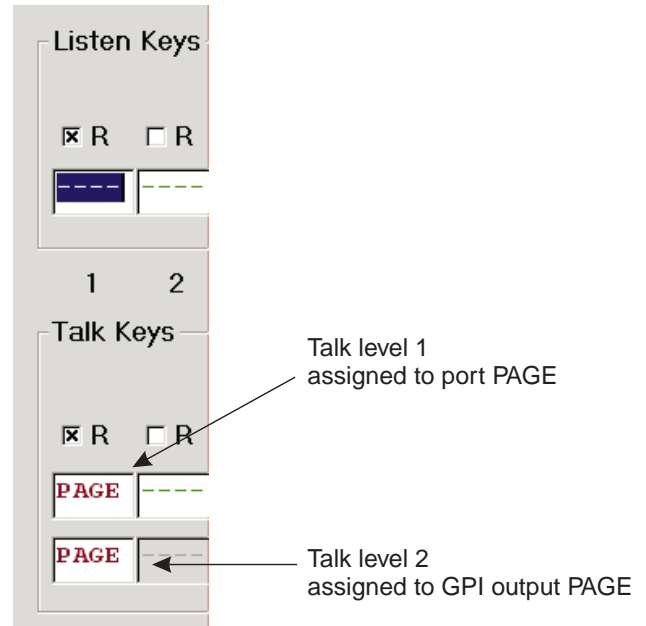 Listen Keys
R R
---- ----
1 2
Talk Keys
Talk level 1
assigned to port PAGE
R R
PAGE ----
PAGE ----
Talk level 2
assigned to GPI output PAGE